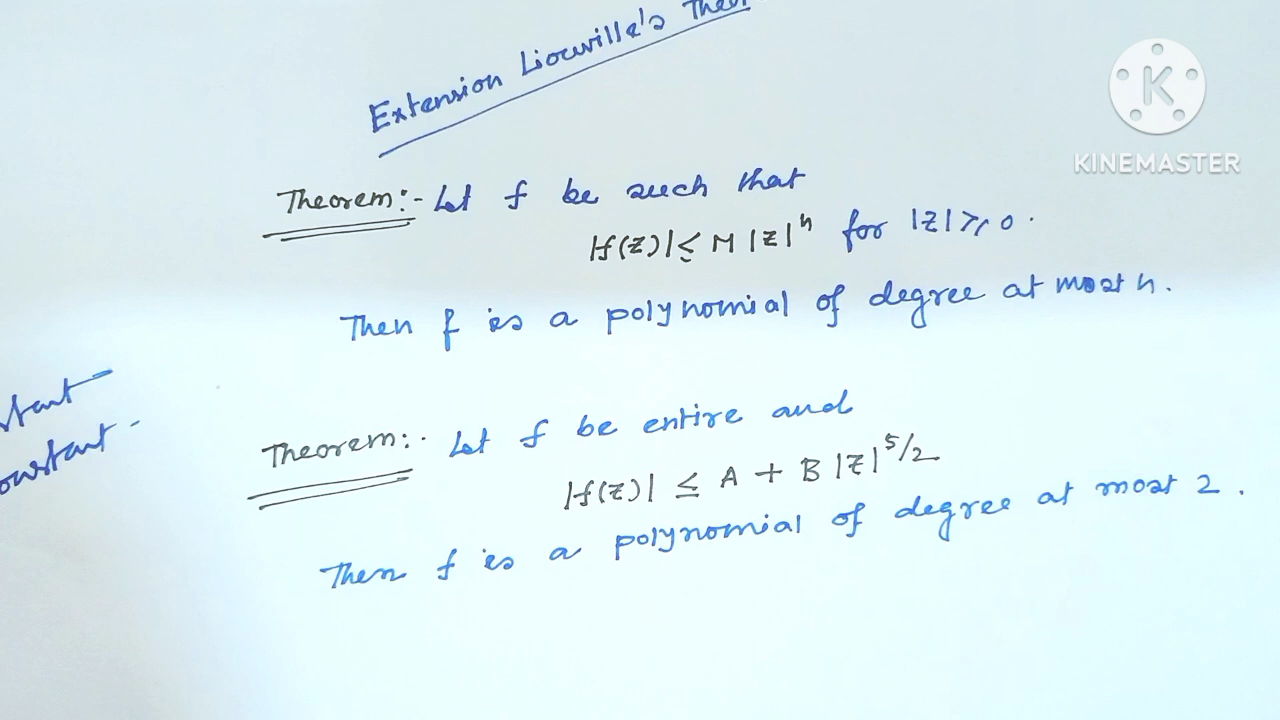 Extension Liouville's
Theorem:- Let f be such that
|f(z)| ≤ M |z|ⁿ for |z| ≥ 0.
Then f is a polynomial of degree at most n.
Theorem:- Let f be entire and
|f(z)| ≤ A + B |z|^5/2
Then f is a polynomial of degree at most 2.
KINEMASTER